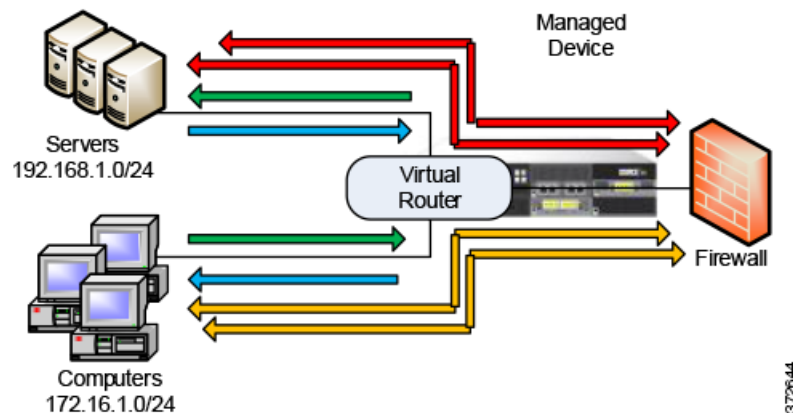 Managed
Device
Servers
192.168.1.0/24
Virtual
Router
Firewall
Computers
172.16.1.0/24
372644